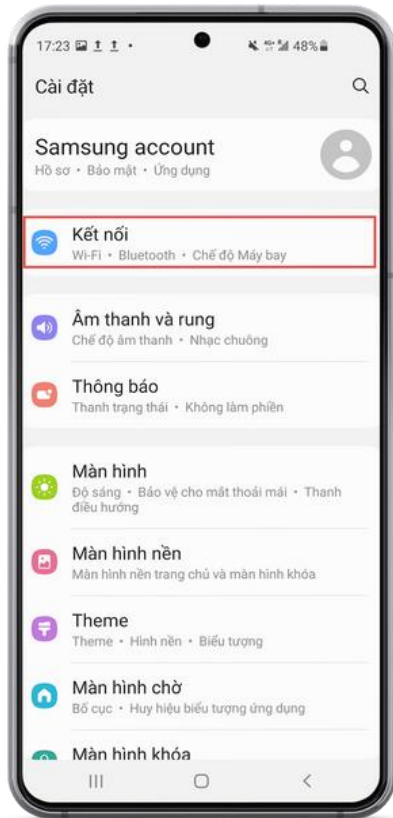 17:23 48%
Cài đặt
Samsung account
Hồ sơ • Bảo mật • Ứng dụng
Kết nối
Wi-Fi • Bluetooth • Chế độ Máy bay
Âm thanh và rung
Chế độ âm thanh • Nhạc chuông
Thông báo
Thanh trạng thái • Không làm phiền
Màn hình
Độ sáng • Bảo vệ cho mắt thoải mái • Thanh
điều hướng
Màn hình nền
Màn hình nền trang chủ và màn hình khóa
Theme
Theme • Hình nền • Biểu tượng
Màn hình chờ
Bố cục • Huy hiệu biểu tượng ứng dụng
Màn hình khóa